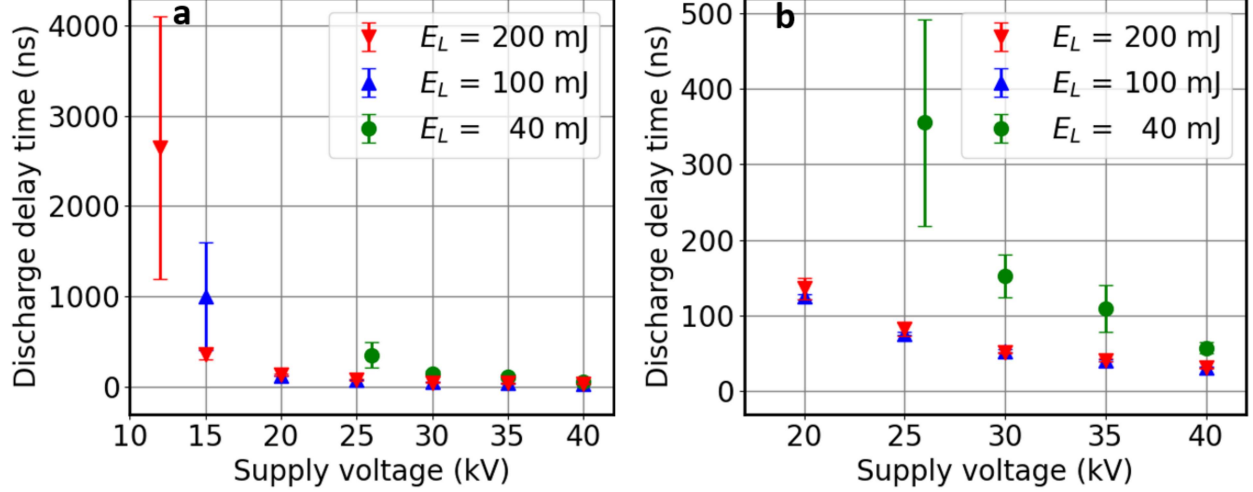 a
Discharge delay time (ns)
4000
3000
2000
1000
0
E_L = 200 mJ
E_L = 100 mJ
E_L = 40 mJ
10 15 20 25 30 35 40
Supply voltage (kV)
b
Discharge delay time (ns)
500
400
300
200
100
0
E_L = 200 mJ
E_L = 100 mJ
E_L = 40 mJ
20 25 30 35 40
Supply voltage (kV)